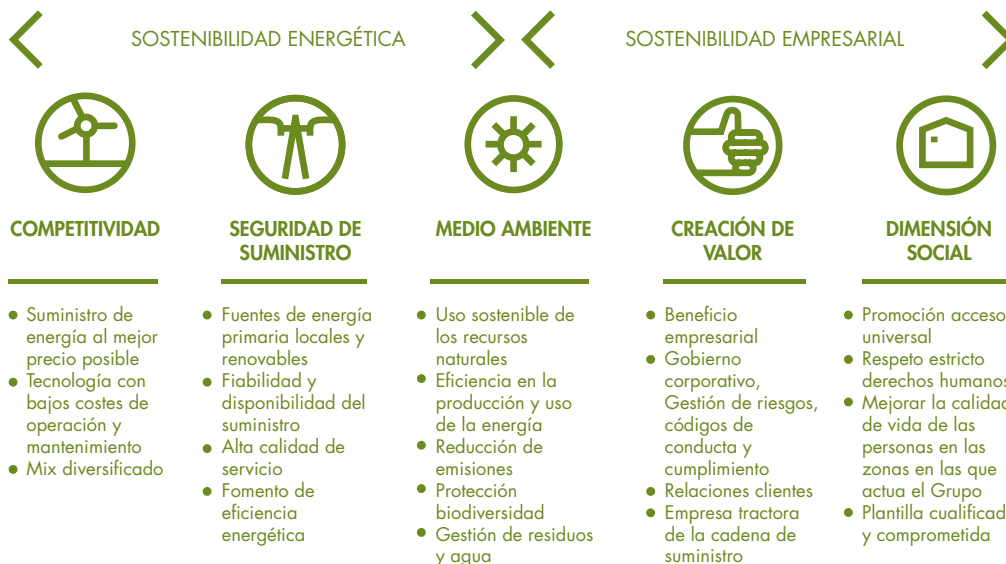 SOSTENIBILIDAD ENERGÉTICA
SOSTENIBILIDAD EMPRESARIAL
COMPETITIVIDAD
Suministro de
energía al mejor
precio posible
Tecnología con
bajos costes de
operación y
mantenimiento
Mix diversificado
SEGURIDAD DE
SUMINISTRO
Fuentes de energía
primaria locales y
renovables
Fiabilidad y
disponibilidad del
suministro
Alta calidad de
servicio
Fomento de
eficiencia
energética
MEDIO AMBIENTE
Uso sostenible de
los recursos
naturales
Eficiencia en la
producción y uso
de la energía
Reducción de
emisiones
Protección
biodiversidad
Gestión de residuos
y agua
CREACIÓN DE
VALOR
Beneficio
empresarial
Gobierno
corporativo,
Gestión de riesgos,
códigos de
conducta y
cumplimiento
Relaciones clientes
Empresa tractora
de la cadena de
suministro
DIMENSIÓN
SOCIAL
Promoción acceso
universal
Respeto estricto
derechos humanos
Mejorar la calidad
de vida de las
personas en las
zonas en las que
actua el Grupo
Plantilla cualificad
y comprometida